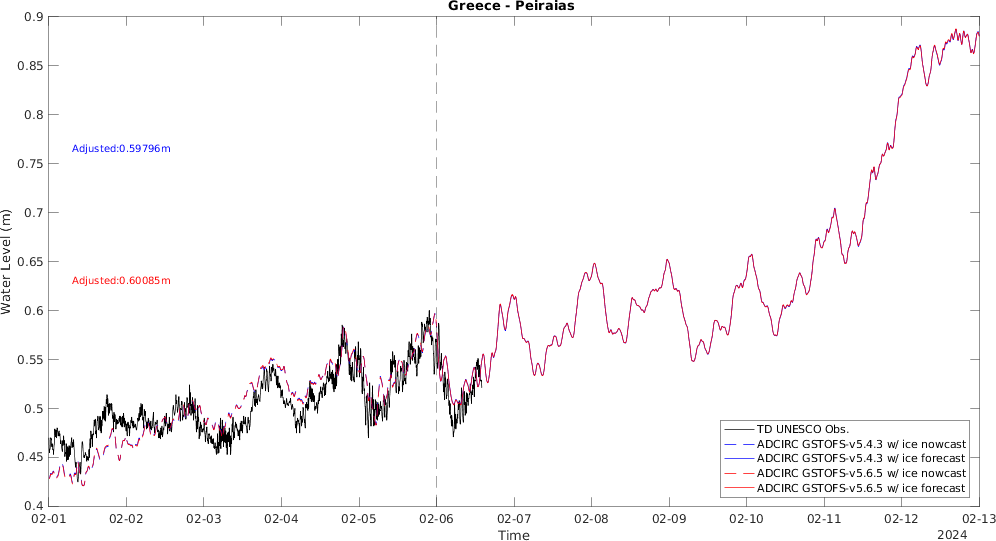 Greece - Peiraias
0.9
0.85
0.8
0.75
0.7
0.65
0.6
0.55
0.5
0.45
0.4
Water Level (m)
Adjusted:0.59796m
Adjusted:0.60085m
TD UNESCO Obs.
ADCIRC GSTOFS-v5.4.3 w/ ice nowcast
ADCIRC GSTOFS-v5.4.3 w/ ice forecast
ADCIRC GSTOFS-v5.6.5 w/ ice nowcast
ADCIRC GSTOFS-v5.6.5 w/ ice forecast
02-01 02-02 02-03 02-04 02-05 02-06 02-07 02-08 02-09 02-10 02-11 02-12 02-13
Time
2024